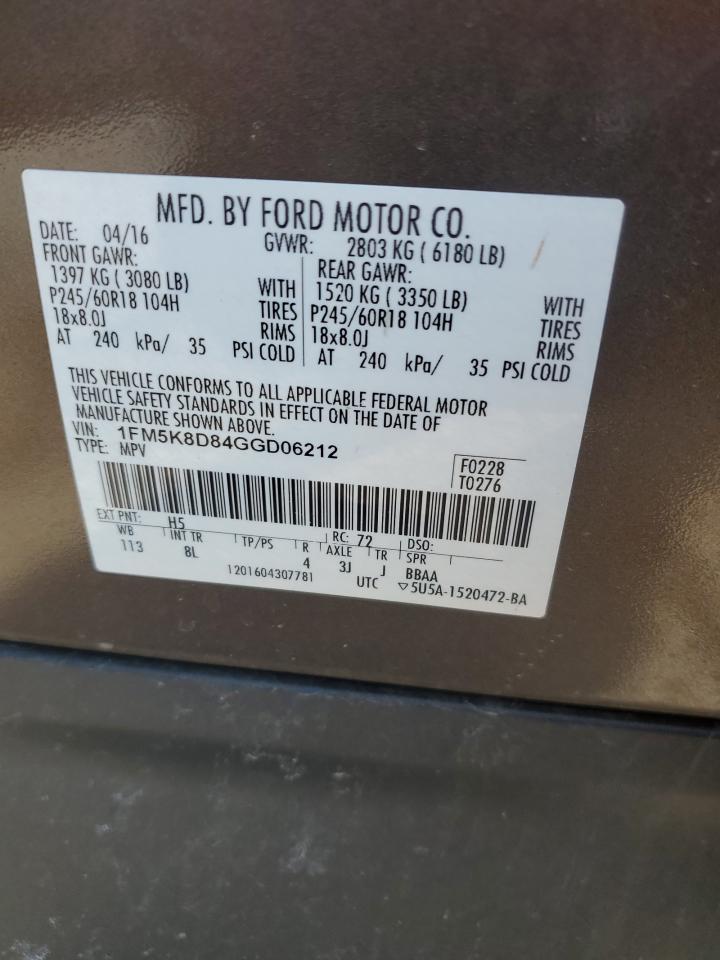 MFD. BY FORD MOTOR CO.
DATE: 04/16
GVWR: 2803 KG ( 6180 LB)
FRONT GAWR:
1397 KG ( 3080 LB) WITH
P245/60R18 104H TIRES
18x8.0J RIMS
AT 240 kPa/ 35 PSI COLD
REAR GAWR:
1520 KG ( 3350 LB) WITH
P245/60R18 104H TIRES
18x8.0J RIMS
AT 240 kPa/ 35 PSI COLD
THIS VEHICLE CONFORMS TO ALL APPLICABLE FEDERAL MOTOR
VEHICLE SAFETY STANDARDS IN EFFECT ON THE DATE OF
MANUFACTURE SHOWN ABOVE.
VIN: 1FM5K8D84GGD06212
TYPE: MPV
F0228
T0276
EXT PNT: H5 RC: 72 DSO:
WB INT TR TP/PS R AXLE TR SPR
113 8L 4 3J J BBAA
1201604307781 UTC ▽5U5A-1520472-BA